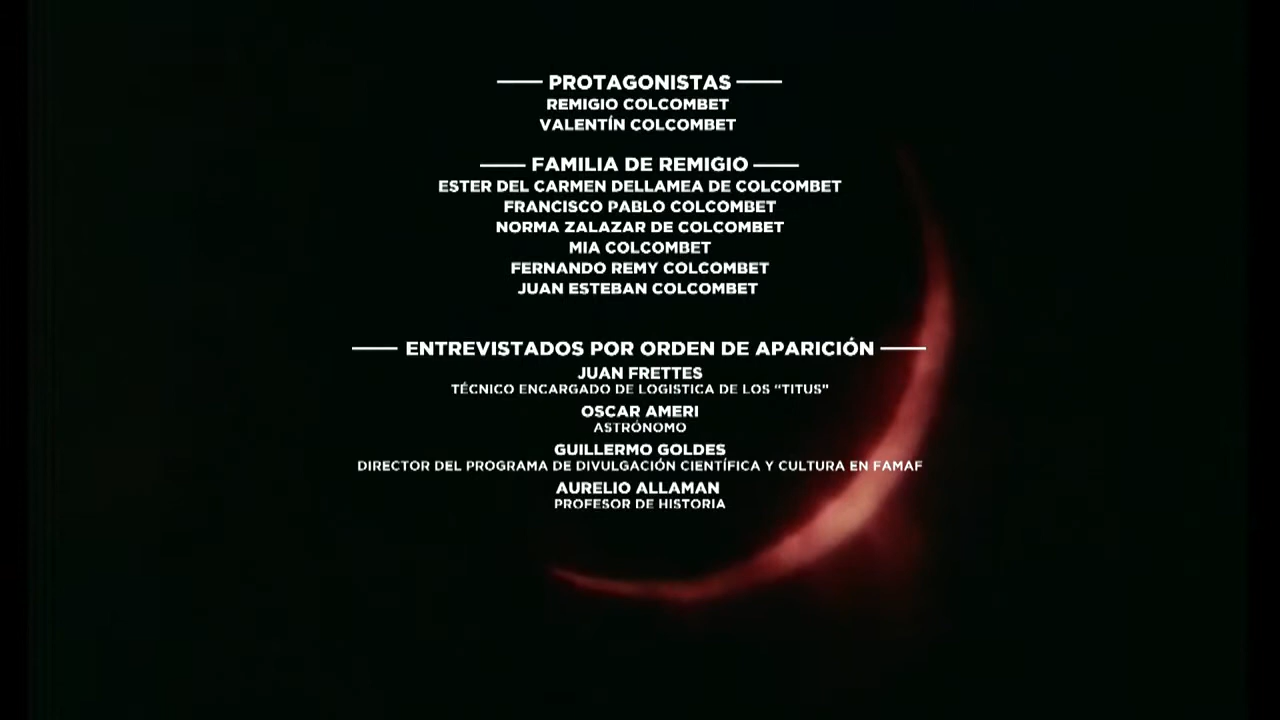 PROTAGONISTAS
REMIGIO COLCOMBET
VALENTÍN COLCOMBET
FAMILIA DE REMIGIO
ESTER DEL CARMEN DELLAMEA DE COLCOMBET
FRANCISCO PABLO COLCOMBET
NORMA ZALAZAR DE COLCOMBET
MIA COLCOMBET
FERNANDO REMY COLCOMBET
JUAN ESTEBAN COLCOMBET
ENTREVISTADOS POR ORDEN DE APARICIÓN
JUAN FRETTES
TÉCNICO ENCARGADO DE LOGISTICA DE LOS “TITUS”
OSCAR AMERI
ASTRÓNOMO
GUILLERMO GOLDES
DIRECTOR DEL PROGRAMA DE DIVULGACIÓN CIENTÍFICA Y CULTURA EN FAMAF
AURELIO ALLAMAN
PROFESOR DE HISTORIA